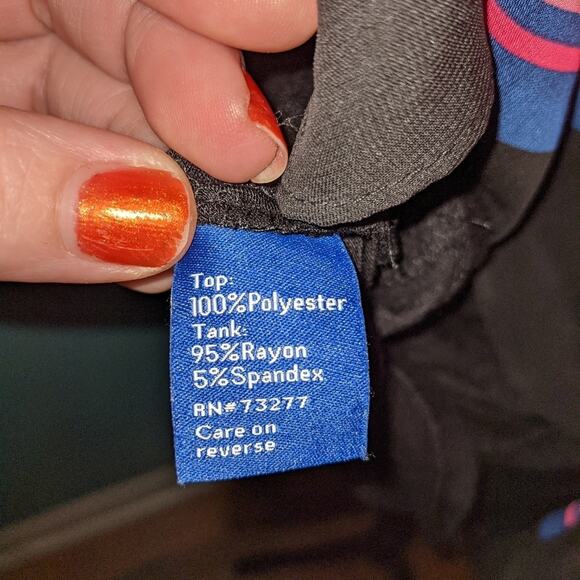 Top:
100%Polyester
Tank:
95%Rayon
5%Spandex
RN#73277
Care on
reverse